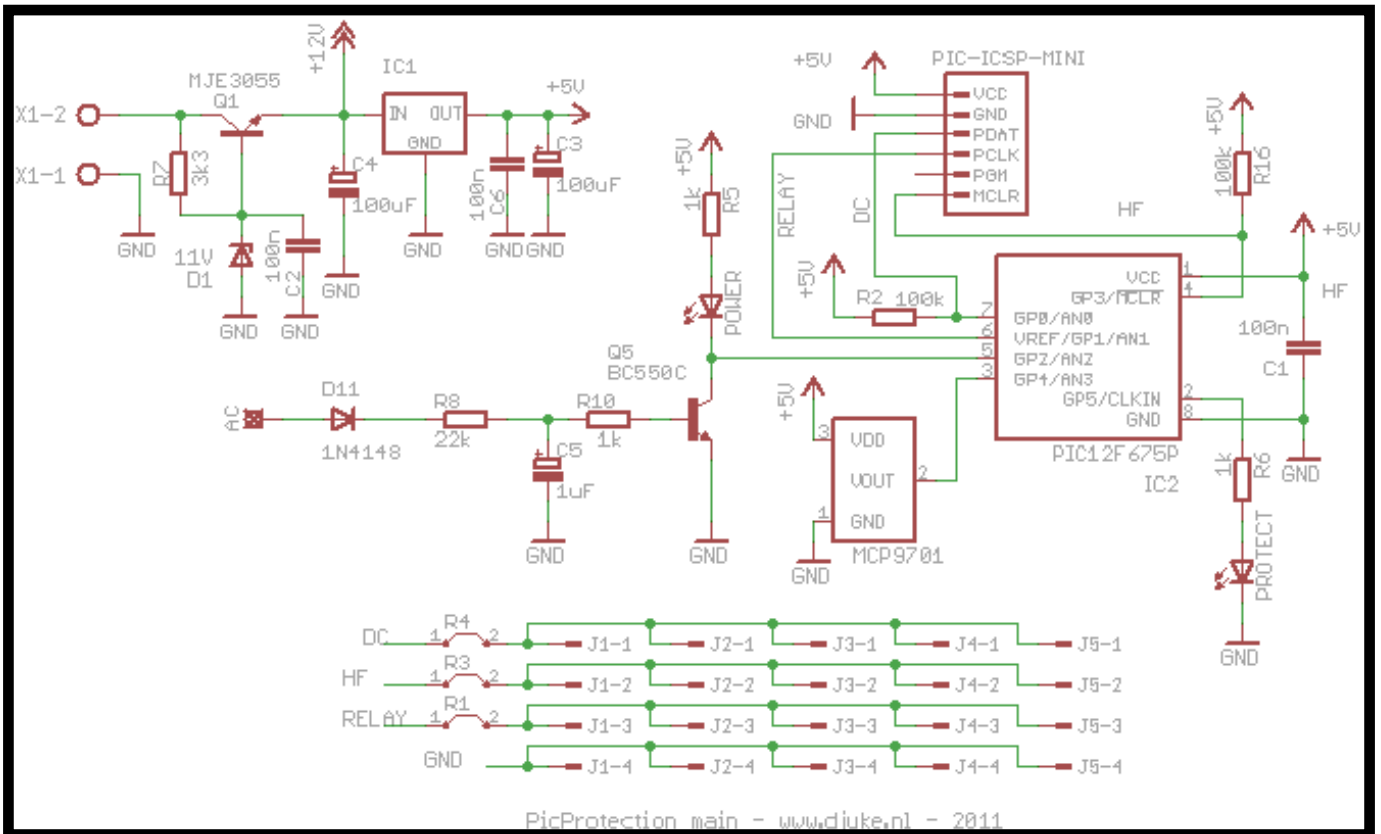 MJE3055
Q1
+12V
IC1
IN
OUT
GND
+5V
X1-2
X1-1
R7
3k3
GND
11V
D1
GND
100n
C2
GND
C4
100uF
GND
GND
100n
C6
GND
C3
100uF
GND
+5V
1k
R5
POWER
Q5
BC550C
GND
AC
D11
1N4148
R8
22k
C5
1uF
GND
R10
1k
PIC-ICSP-MINI
+5V
GND
VCC
GND
PDAT
PCLK
PGM
MCLR
RELAY
DC
HF
+5V
R2
100k
+5V
100k
R16
+5V
HF
VCC
1
GP3/MCLR
4
7
GP0/AN0
6
VREF/GP1/AN1
5
GP2/AN2
3
GP4/AN3
GP5/CLKIN
2
GND
8
PIC12F675P
IC2
100n
C1
GND
1k
R6
PROTECT
GND
+5V
3
VDD
VOUT
2
1
GND
MCP9701
GND
DC
1
R4
2
J1-1
J2-1
J3-1
J4-1
J5-1
HF
1
R3
2
J1-2
J2-2
J3-2
J4-2
J5-2
RELAY
1
R1
2
J1-3
J2-3
J3-3
J4-3
J5-3
GND
J1-4
J2-4
J3-4
J4-4
J5-4
PicProtection main - www.djuke.nl - 2011